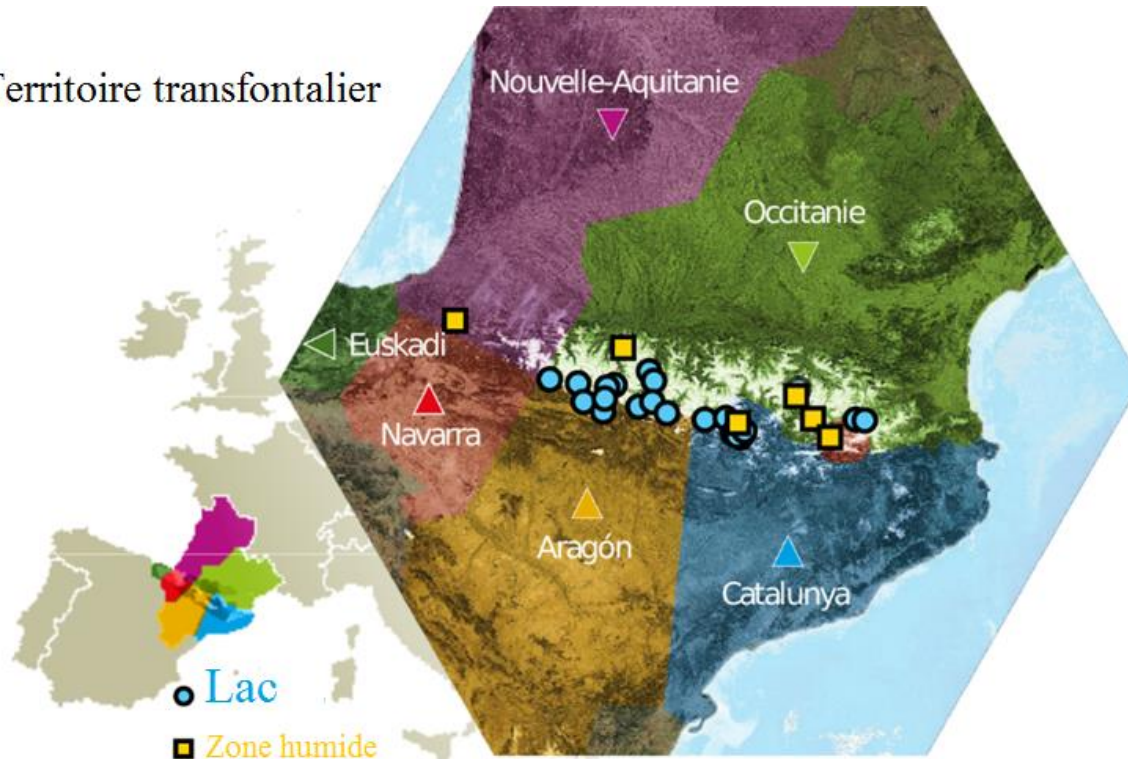 Territoire transfontalier
Nouvelle-Aquitanie
Occitanie
Euskadi
Navarra
Aragón
Catalunya
Lac
Zone humide